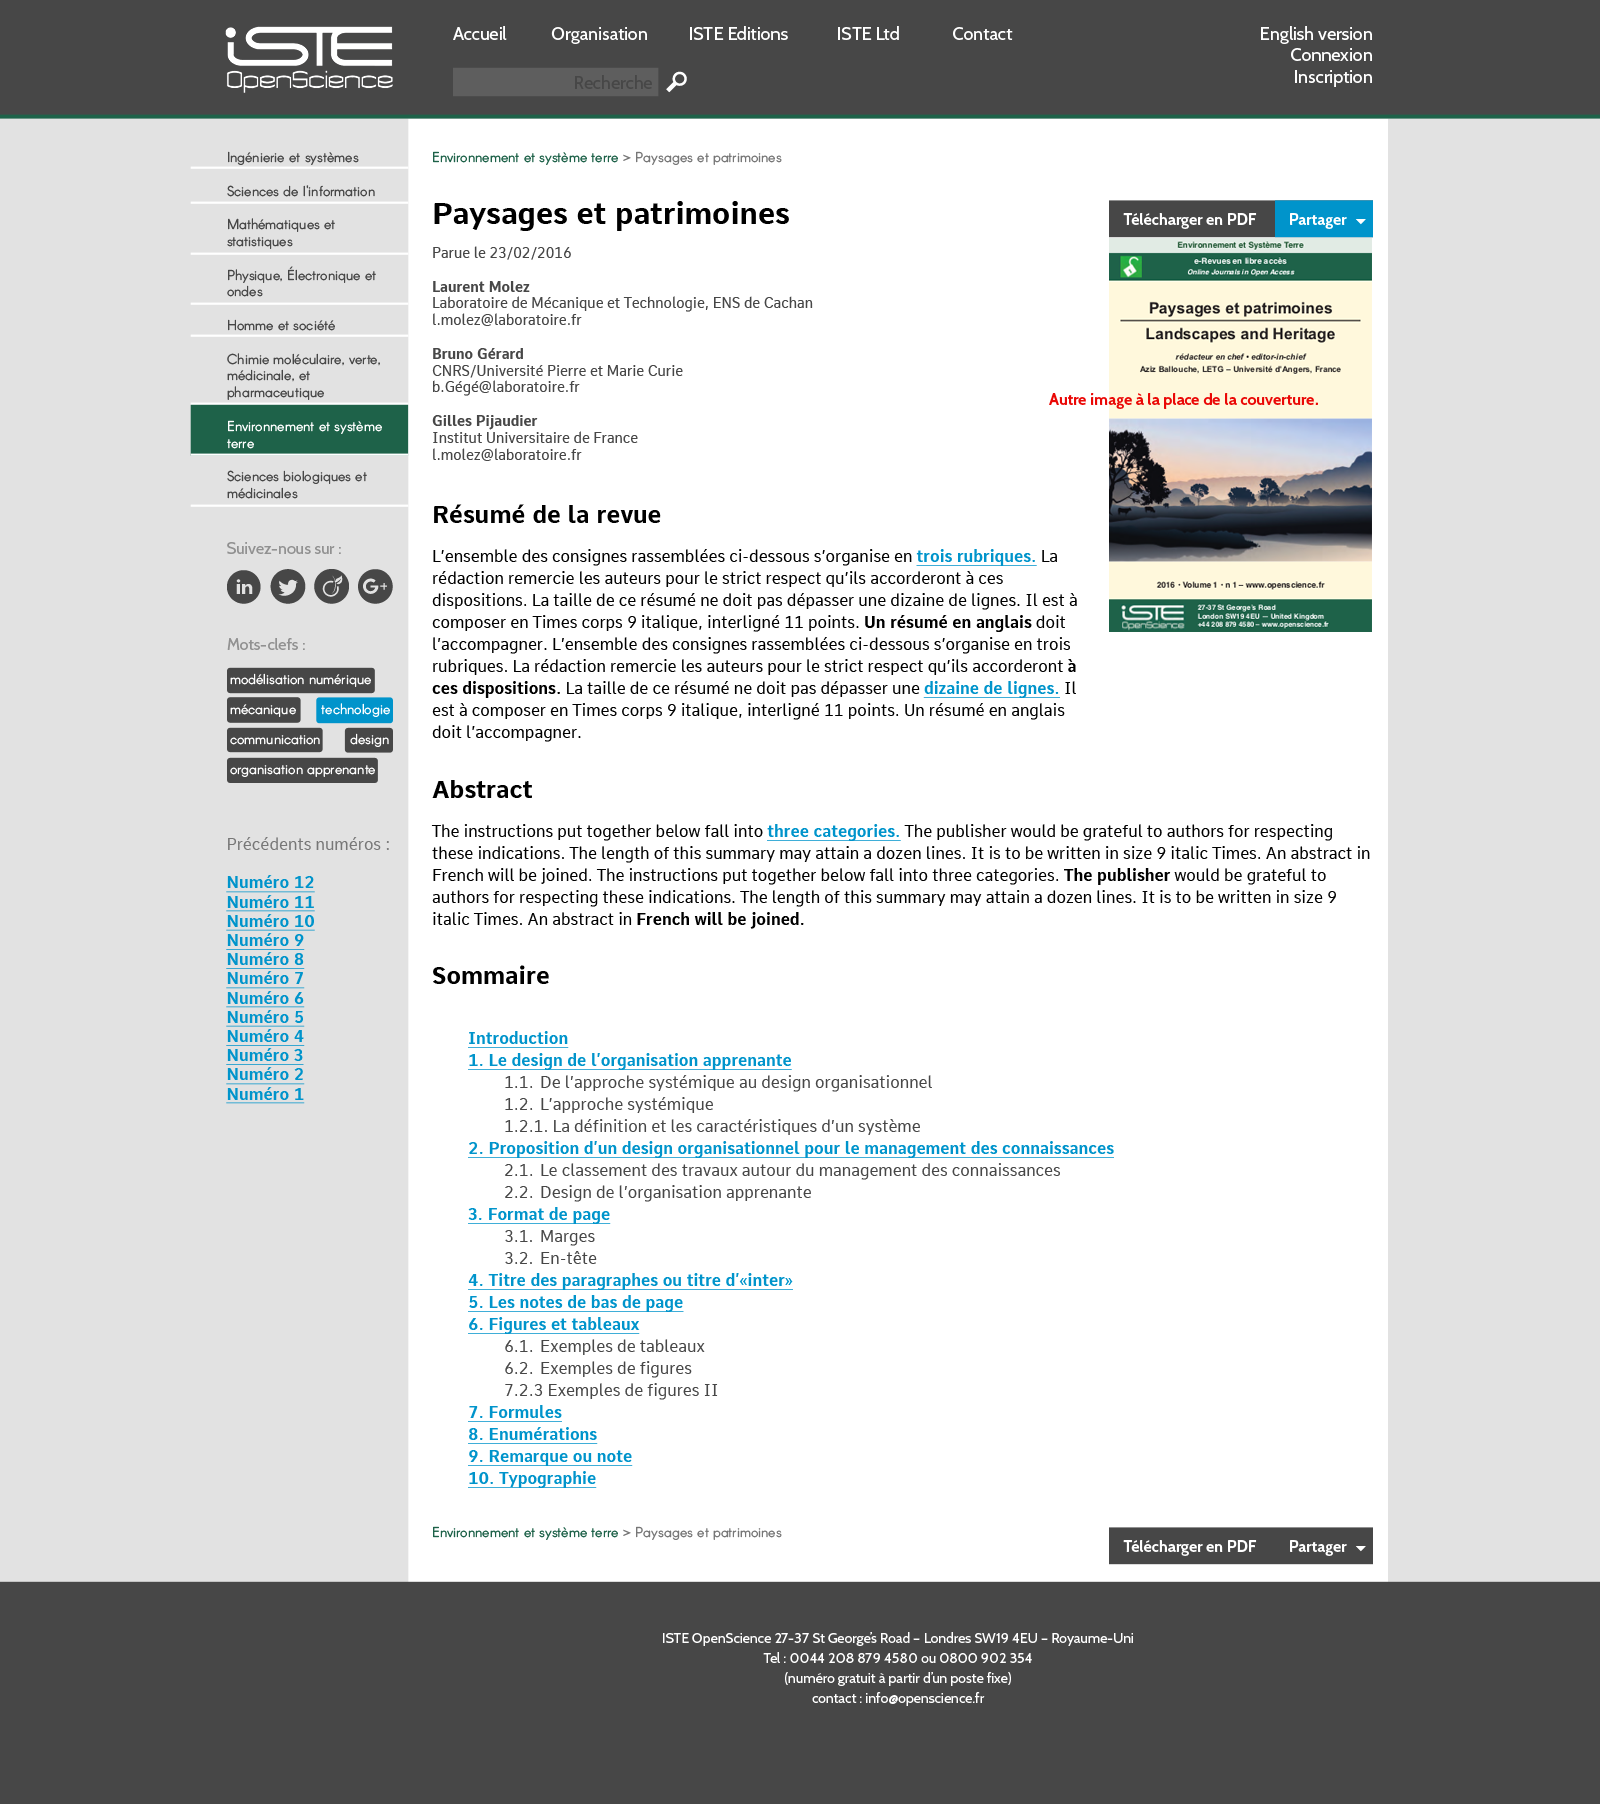 iSTE
OpenScience
Accueil
Organisation
ISTE Editions
ISTE Ltd
Contact
English version
Connexion
Inscription
Recherche
Ingénierie et systèmes
Sciences de l'information
Mathématiques et
statistiques
Physique, Électronique et
ondes
Homme et société
Chimie moléculaire, verte,
médicinale, et
pharmaceutique
Environnement et système
terre
Sciences biologiques et
médicinales
Suivez-nous sur :
in
G+
Mots-clefs :
modélisation numérique
mécanique
technologie
communication
design
organisation apprenante
Précédents numéros :
Numéro 12
Numéro 11
Numéro 10
Numéro 9
Numéro 8
Numéro 7
Numéro 6
Numéro 5
Numéro 4
Numéro 3
Numéro 2
Numéro 1
Environnement et système terre > Paysages et patrimoines
Paysages et patrimoines
Parue le 23/02/2016
Laurent Molez
Laboratoire de Mécanique et Technologie, ENS de Cachan
l.molez@laboratoire.fr
Bruno Gérard
CNRS/Université Pierre et Marie Curie
b.Gégé@laboratoire.fr
Gilles Pijaudier
Institut Universitaire de France
l.molez@laboratoire.fr
Télécharger en PDF
Partager
Environnement et Système Terre
e-Revues en libre accès
Online Journals in Open Access
Paysages et patrimoines
Landscapes and Heritage
rédacteur en chef • editor-in-chief
Aziz Ballouche, LETG – Université d'Angers, France
Autre image à la place de la couverture.
2016 · Volume 1 · n 1 – www.openscience.fr
iSTE
OpenScience
27-37 St George's Road
London SW19 4EU — United Kingdom
+44 208 879 4580 – www.openscience.fr
Résumé de la revue
L'ensemble des consignes rassemblées ci-dessous s'organise en trois rubriques. La
rédaction remercie les auteurs pour le strict respect qu'ils accorderont à ces
dispositions. La taille de ce résumé ne doit pas dépasser une dizaine de lignes. Il est à
composer en Times corps 9 italique, interligné 11 points. Un résumé en anglais doit
l'accompagner. L'ensemble des consignes rassemblées ci-dessous s'organise en trois
rubriques. La rédaction remercie les auteurs pour le strict respect qu'ils accorderont à
ces dispositions. La taille de ce résumé ne doit pas dépasser une dizaine de lignes. Il
est à composer en Times corps 9 italique, interligné 11 points. Un résumé en anglais
doit l'accompagner.
Abstract
The instructions put together below fall into three categories. The publisher would be grateful to authors for respecting
these indications. The length of this summary may attain a dozen lines. It is to be written in size 9 italic Times. An abstract in
French will be joined. The instructions put together below fall into three categories. The publisher would be grateful to
authors for respecting these indications. The length of this summary may attain a dozen lines. It is to be written in size 9
italic Times. An abstract in French will be joined.
Sommaire
Introduction
1. Le design de l'organisation apprenante
1.1. De l'approche systémique au design organisationnel
1.2. L'approche systémique
1.2.1. La définition et les caractéristiques d'un système
2. Proposition d'un design organisationnel pour le management des connaissances
2.1. Le classement des travaux autour du management des connaissances
2.2. Design de l'organisation apprenante
3. Format de page
3.1. Marges
3.2. En-tête
4. Titre des paragraphes ou titre d'«inter»
5. Les notes de bas de page
6. Figures et tableaux
6.1. Exemples de tableaux
6.2. Exemples de figures
7.2.3 Exemples de figures II
7. Formules
8. Enumérations
9. Remarque ou note
10. Typographie
Environnement et système terre > Paysages et patrimoines
Télécharger en PDF
Partager
ISTE OpenScience 27-37 St George's Road – Londres SW19 4EU – Royaume-Uni
Tel : 0044 208 879 4580 ou 0800 902 354
(numéro gratuit à partir d'un poste fixe)
contact : info@openscience.fr